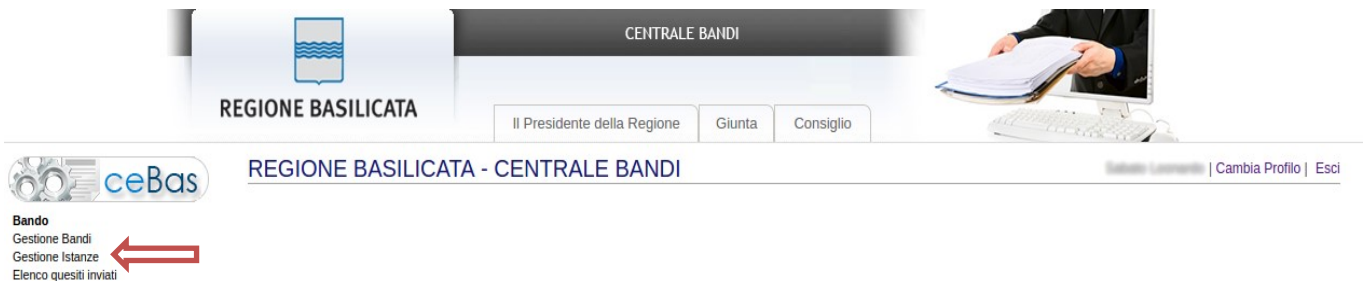 CENTRALE BANDI
REGIONE BASILICATA
Il Presidente della Regione
Giunta
Consiglio
ceBas
REGIONE BASILICATA - CENTRALE BANDI
| Cambia Profilo | Esci
Bando
Gestione Bandi
Gestione Istanze
Elenco quesiti inviati